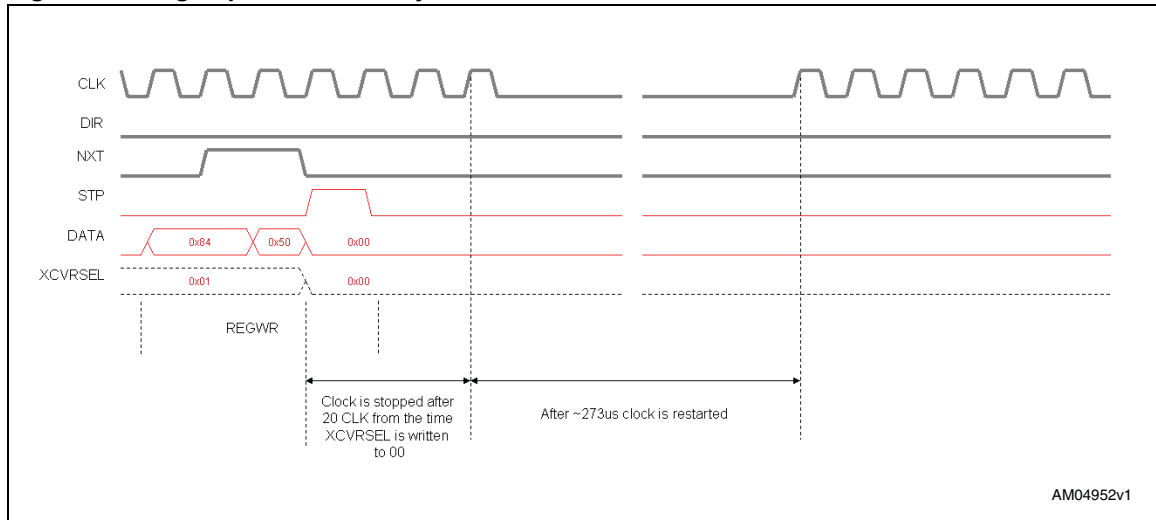 CLK
DIR
NXT
STP
DATA
0x84
0x50
0x00
XCVRSEL
0x01
0x00
REGWR
Clock is stopped after
20 CLK from the time
XCVRSEL is written
to 00
After ~273us clock is restarted
AM04952v1